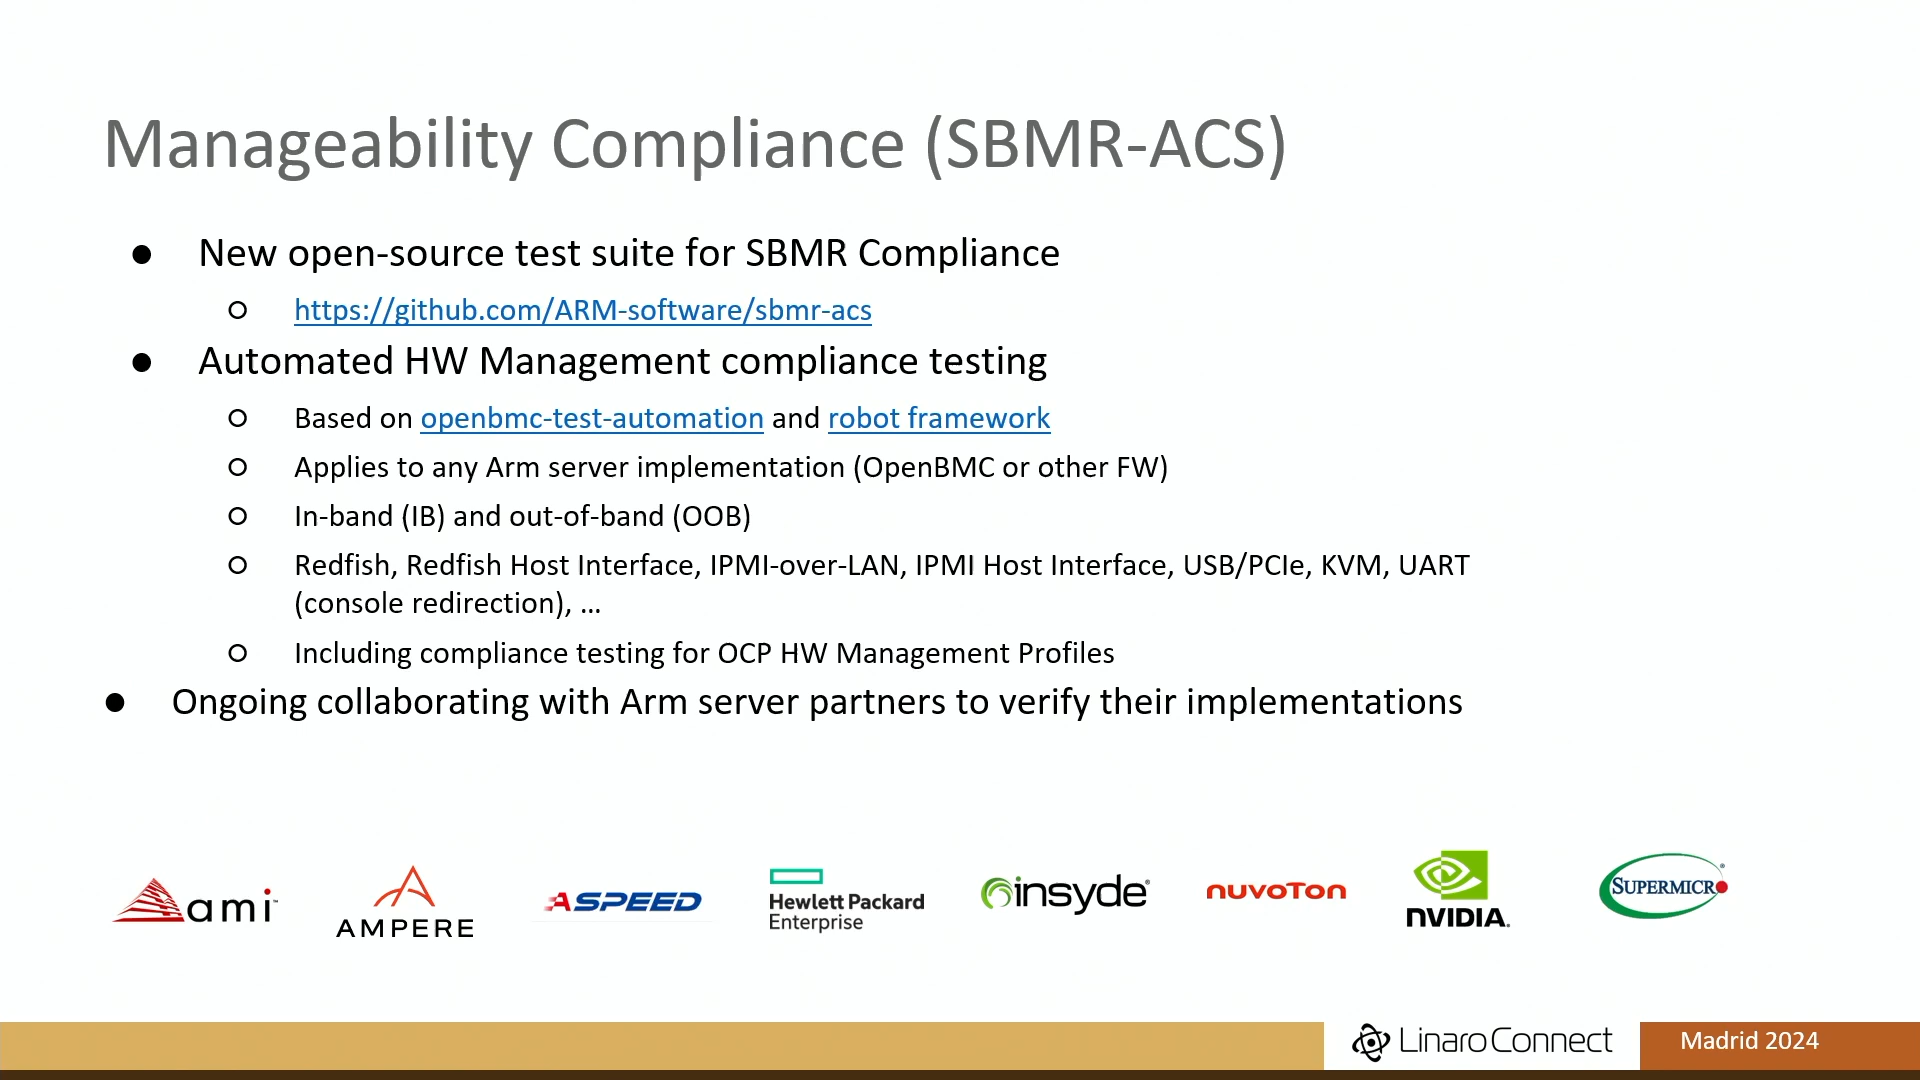 Manageability Compliance (SBMR-ACS)
● New open-source test suite for SBMR Compliance
○ https://github.com/ARM-software/sbmr-acs
● Automated HW Management compliance testing
○ Based on openbmc-test-automation and robot framework
○ Applies to any Arm server implementation (OpenBMC or other FW)
○ In-band (IB) and out-of-band (OOB)
○ Redfish, Redfish Host Interface, IPMI-over-LAN, IPMI Host Interface, USB/PCIe, KVM, UART
(console redirection), …
○ Including compliance testing for OCP HW Management Profiles
● Ongoing collaborating with Arm server partners to verify their implementations
ami™
AMPERE
ASPEED
Hewlett Packard
Enterprise
insyde®
nuvoTon
NVIDIA®
SUPERMICRO®
Linaro Connect
Madrid 2024